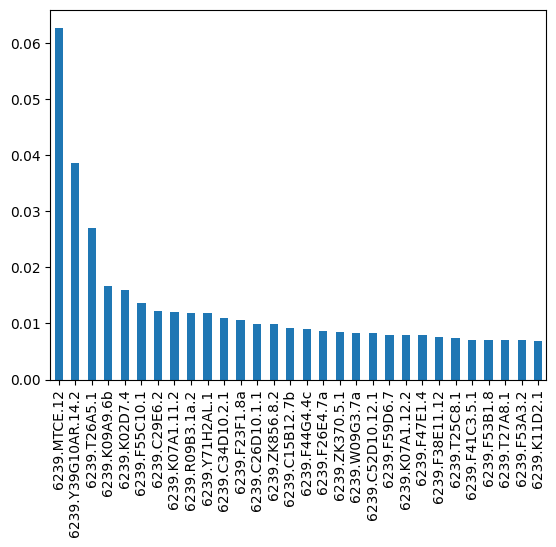 0.06
0.05
0.04
0.03
0.02
0.01
0.00
6239.MTCE.12
6239.Y39G10AR.14.2
6239.T26A5.1
6239.K09A9.6b
6239.K02D7.4
6239.F55C10.1
6239.C29E6.2
6239.K07A1.11.2
6239.R09B3.1a.2
6239.Y71H2AL.1
6239.C34D10.2.1
6239.F23F1.8a
6239.C26D10.1.1
6239.ZK856.8.2
6239.C15B12.7b
6239.F44G4.4c
6239.F26E4.7a
6239.ZK370.5.1
6239.W09G3.7a
6239.C52D10.12.1
6239.F59D6.7
6239.K07A1.12.2
6239.F47E1.4
6239.F38E11.12
6239.T25C8.1
6239.F41C3.5.1
6239.F53B1.8
6239.T27A8.1
6239.F53A3.2
6239.K11D2.1